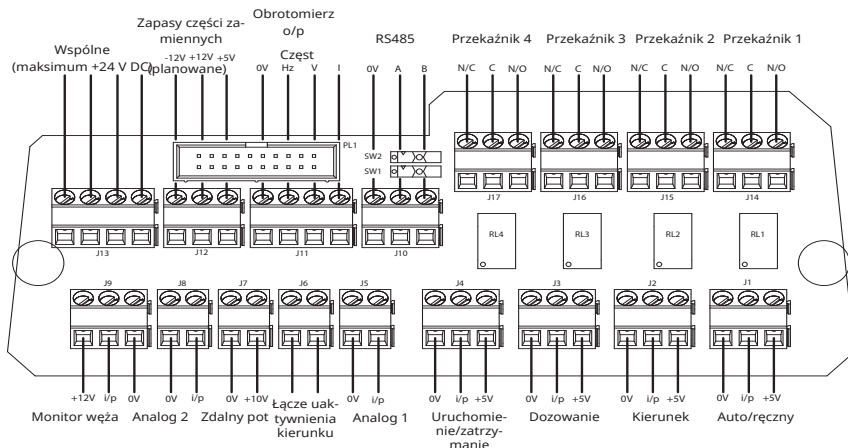 Zapasy części za-
miennych
Obrotomierz
o/p
Częst
RS485
Przekaźnik 4
Przekaźnik 3
Przekaźnik 2
Przekaźnik 1
Wspólne
(maksimum +24 V DC)
(planowane)
-12V +12V +5V
0V Hz V I
0V A B
N/C C N/O
N/C C N/O
N/C C N/O
N/C C N/O
PL1
SW2
SW1
J17 J16 J15 J14
J13 J12 J11 J10
RL4 RL3 RL2 RL1
J9 J8 J7 J6 J5 J4 J3 J2 J1
+12V i/p 0V
0V i/p
0V +10V
0V i/p
0V i/p +5V
0V i/p +5V
0V i/p +5V
0V i/p +5V
Monitor węża
Analog 2
Zdalny pot
Łącze uak-
tywnienia
kierunku
Analog 1
Uruchomie-
nie/zatrzy-
manie
Dozowanie
Kierunek
Auto/ręczny